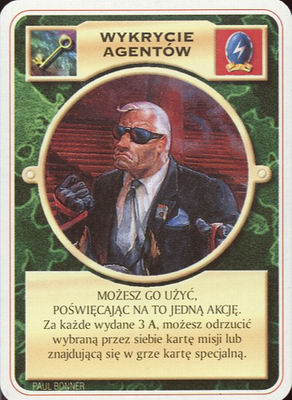 WYKRYCIE
AGENTÓW
MOŻESZ GO UŻYĆ,
POŚWIĘCAJĄC NA TO JEDNĄ AKCJĘ.
Za każde wydane 3 A, możesz odrzucić
wybraną przez siebie kartę misji lub
znajdującą się w grze kartę specjalną.
PAUL BONNER